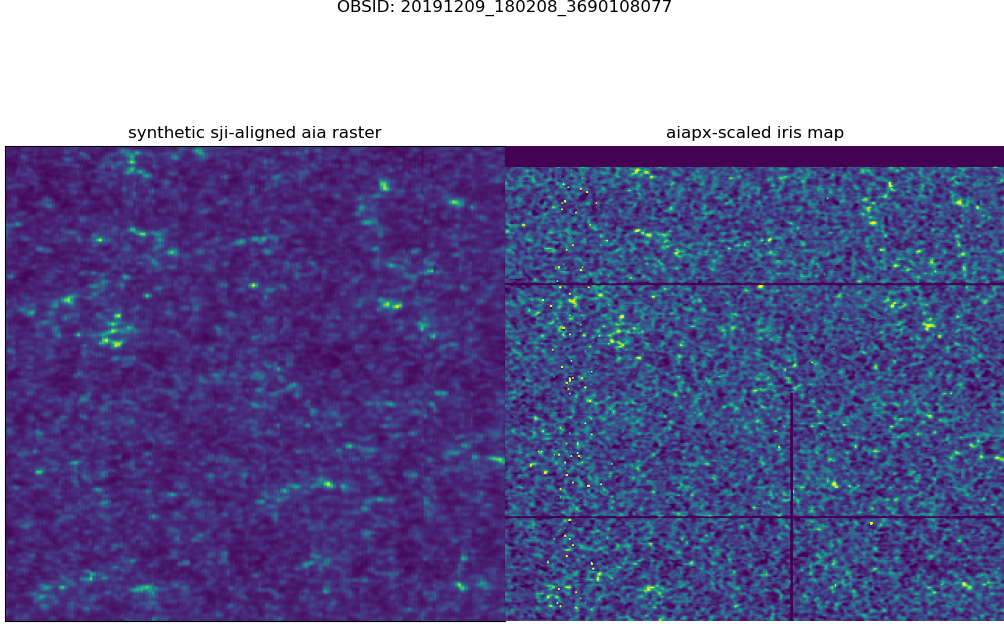 OBSID: 20191209_180208_3690108077
synthetic sji-aligned aia raster
aiapx-scaled iris map